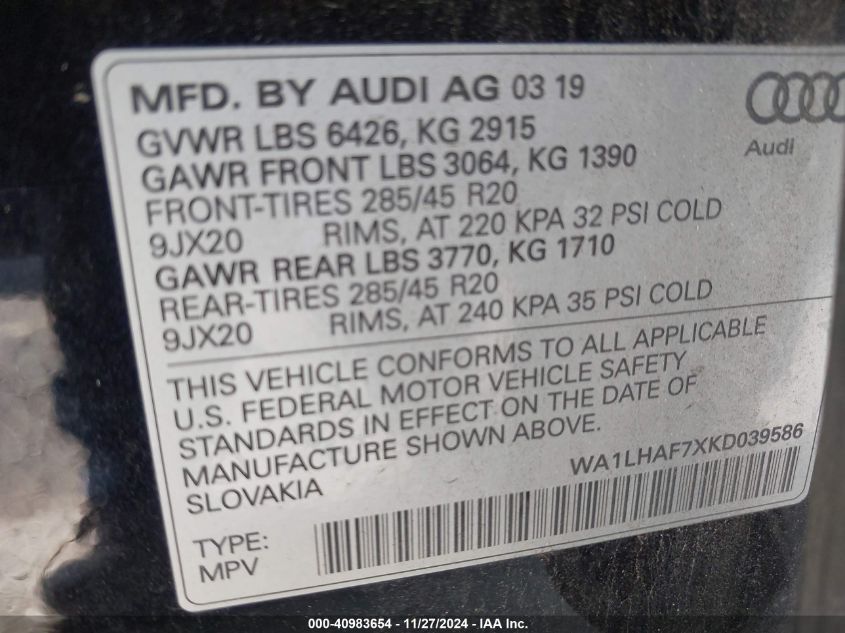 MFD. BY AUDI AG 03 19
GVWR LBS 6426, KG 2915
GAWR FRONT LBS 3064, KG 1390
FRONT-TIRES 285/45 R20
9JX20 RIMS, AT 220 KPA 32 PSI COLD
GAWR REAR LBS 3770, KG 1710
REAR-TIRES 285/45 R20
9JX20 RIMS, AT 240 KPA 35 PSI COLD
Audi
THIS VEHICLE CONFORMS TO ALL APPLICABLE
U.S. FEDERAL MOTOR VEHICLE SAFETY
STANDARDS IN EFFECT ON THE DATE OF
MANUFACTURE SHOWN ABOVE.
SLOVAKIA
WA1LHAF7XKD039586
TYPE:
MPV
000-40983654 - 11/27/2024 - © IAA, Inc.